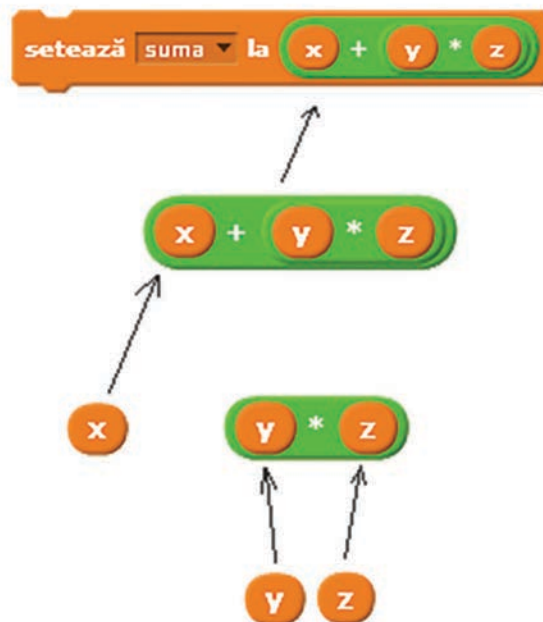 setează suma la x + y * z
x + y * z
x
y * z
y z